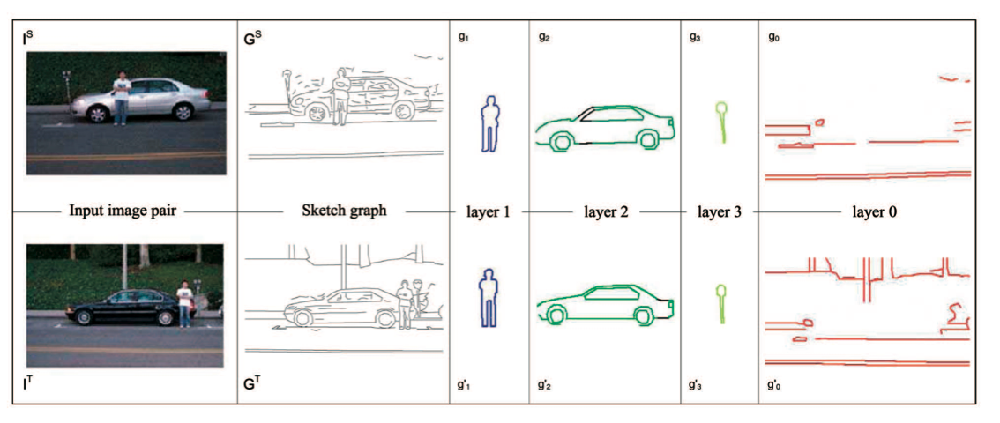 I^S
G^S
g₁
g₂
g₃
g₀
Input image pair
Sketch graph
layer 1
layer 2
layer 3
layer 0
I^T
G^T
g'₁
g'₂
g'₃
g'₀